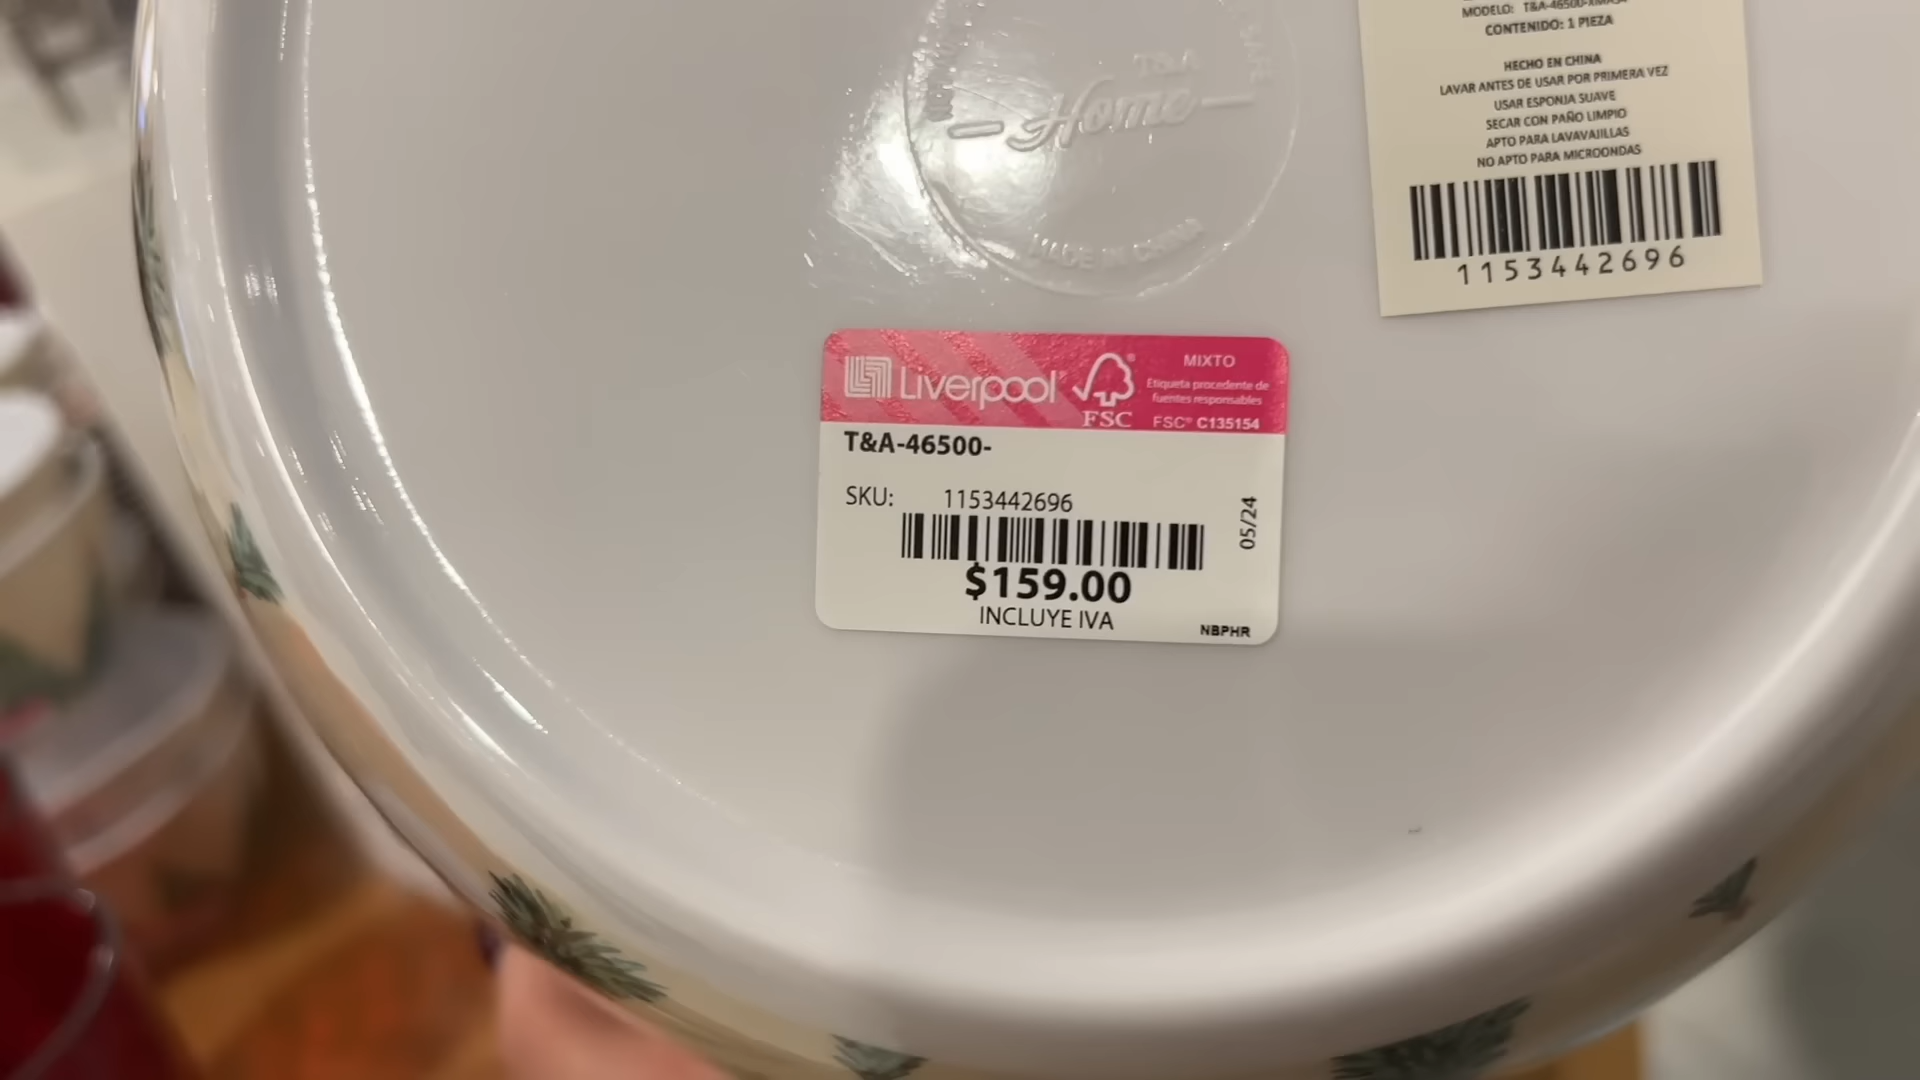 MODELO: T&A-46500-XMAS4
CONTENIDO: 1 PIEZA
HECHO EN CHINA
LAVAR ANTES DE USAR POR PRIMERA VEZ
USAR ESPONJA SUAVE
SECAR CON PAÑO LIMPIO
APTO PARA LAVAVAJILLAS
NO APTO PARA MICROONDAS
1153442696
T&A
Home
MADE IN CHINA
Liverpool
FSC
MIXTO
Etiqueta procedente de
fuentes responsables
FSC® C135154
T&A-46500-
SKU: 1153442696
05/24
$159.00
INCLUYE IVA
NBPHR